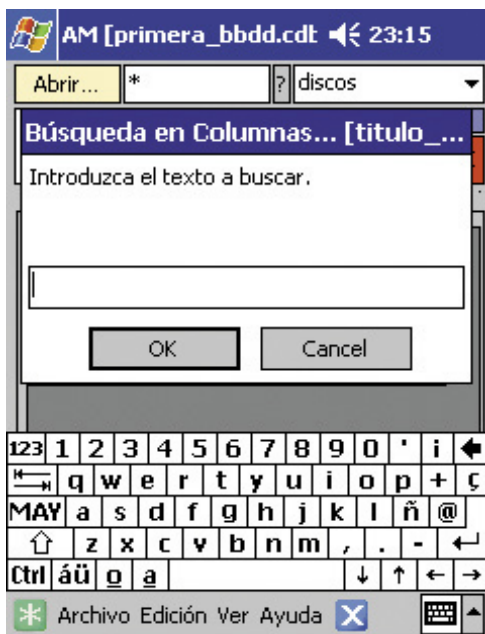 AM [primera_bbdd.cdb 23:15
Abrir... * ? discos
Búsqueda en Columnas... [titulo_...
Introduzca el texto a buscar.
OK Cancel
123 1 2 3 4 5 6 7 8 9 0 ' ¡
q w e r t y u i o p + ç
MAY a s d f g h j k l ñ @
z x c v b n m , . -
Ctrl áü o a ↓ ↑ ← →
Archivo Edición Ver Ayuda X